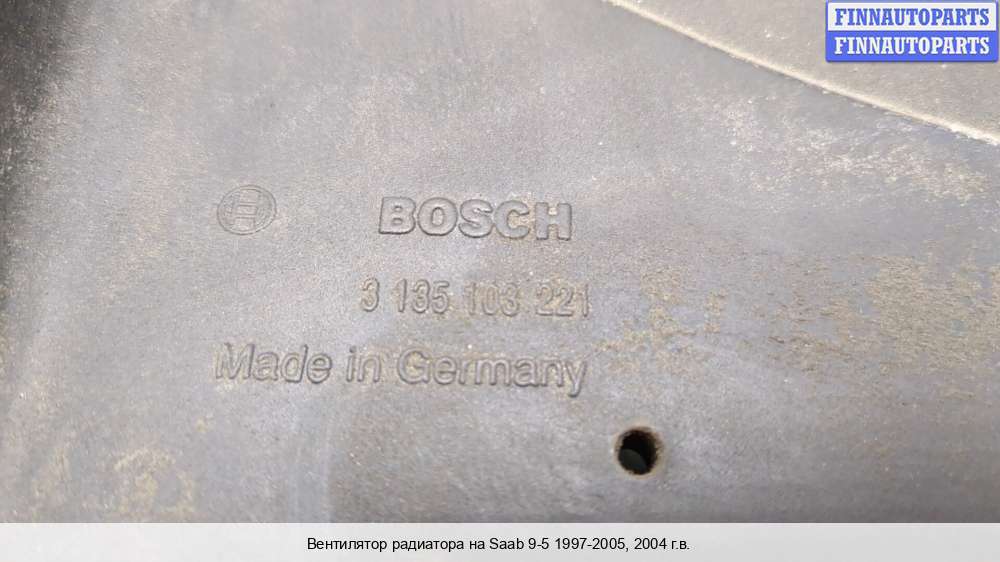 FINNAUTOPARTS
FINNAUTOPARTS
BOSCH
3 135 103 221
Made in Germany
Вентилятор радиатора на Saab 9-5 1997-2005, 2004 г.в.